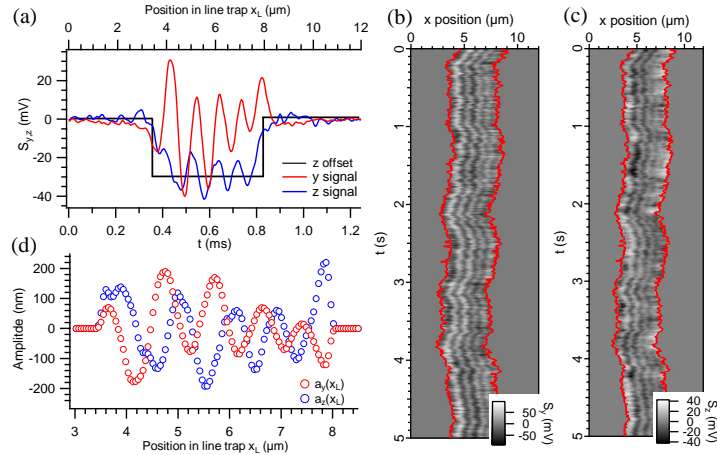 (a)
Position in line trap x_L (μm)
0 2 4 6 8 10 12
20
0
-20
-40
S_y,z (mV)
z offset
y signal
z signal
0.0 0.2 0.4 0.6 0.8 1.0 1.2
t (ms)
(b)
x position (μm)
0 5 10
0
1
2
3
4
5
t (s)
50
0
-50
S_y (mV)
(c)
x position (μm)
0 5 10
0
1
2
3
4
5
t (s)
40
20
0
-20
-40
S_z (mV)
(d)
200
100
0
-100
-200
Amplitude (nm)
a_y(x_L)
a_z(x_L)
3 4 5 6 7 8
Position in line trap x_L (μm)